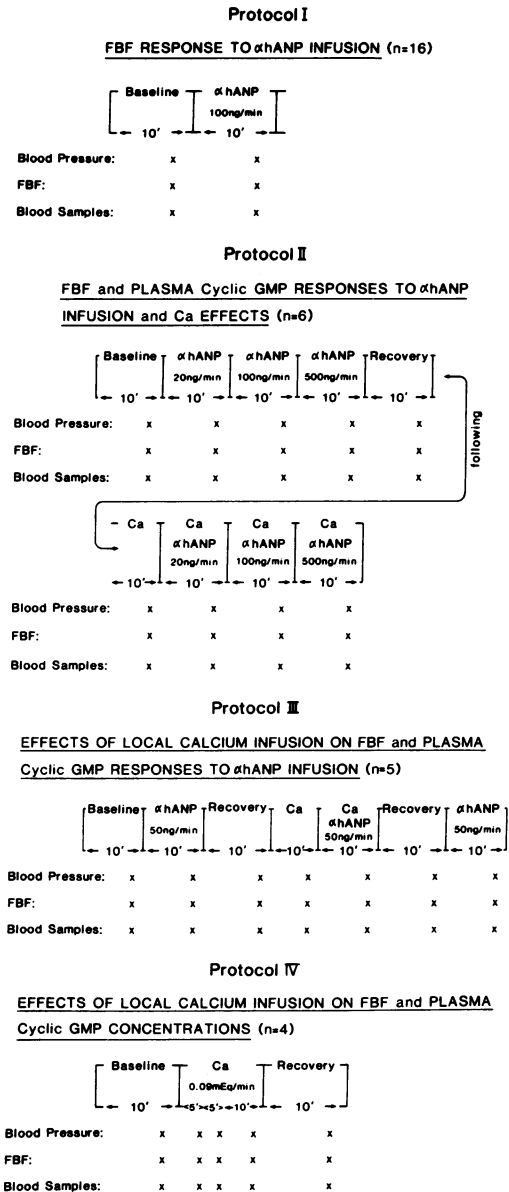 Protocol I
FBF RESPONSE TO αhANP INFUSION (n=16)
Baseline αhANP
100ng/min
10' 10'
Blood Pressure: x x
FBF: x x
Blood Samples: x x
Protocol II
FBF and PLASMA Cyclic GMP RESPONSES TO αhANP
INFUSION and Ca EFFECTS (n=6)
Baseline αhANP αhANP αhANP Recovery
20ng/min 100ng/min 500ng/min
10' 10' 10' 10' 10'
Blood Pressure: x x x x x
FBF: x x x x x
Blood Samples: x x x x x
following
Ca Ca Ca Ca
αhANP αhANP αhANP
20ng/min 100ng/min 500ng/min
10' 10' 10' 10'
Blood Pressure: x x x x
FBF: x x x x
Blood Samples: x x x x
Protocol III
EFFECTS OF LOCAL CALCIUM INFUSION ON FBF and PLASMA
Cyclic GMP RESPONSES TO αhANP INFUSION (n=5)
Baseline αhANP Recovery Ca Ca Recovery αhANP
αhANP
50ng/min 50ng/min 50ng/min
10' 10' 10' 10' 10' 10' 10'
Blood Pressure: x x x x x x x
FBF: x x x x x x x
Blood Samples: x x x x x x x
Protocol IV
EFFECTS OF LOCAL CALCIUM INFUSION ON FBF and PLASMA
Cyclic GMP CONCENTRATIONS (n=4)
Baseline Ca Recovery
0.09mEq/min
10' 5' 5' 10' 10'
Blood Pressure: x x x x x
FBF: x x x x x
Blood Samples: x x x x x